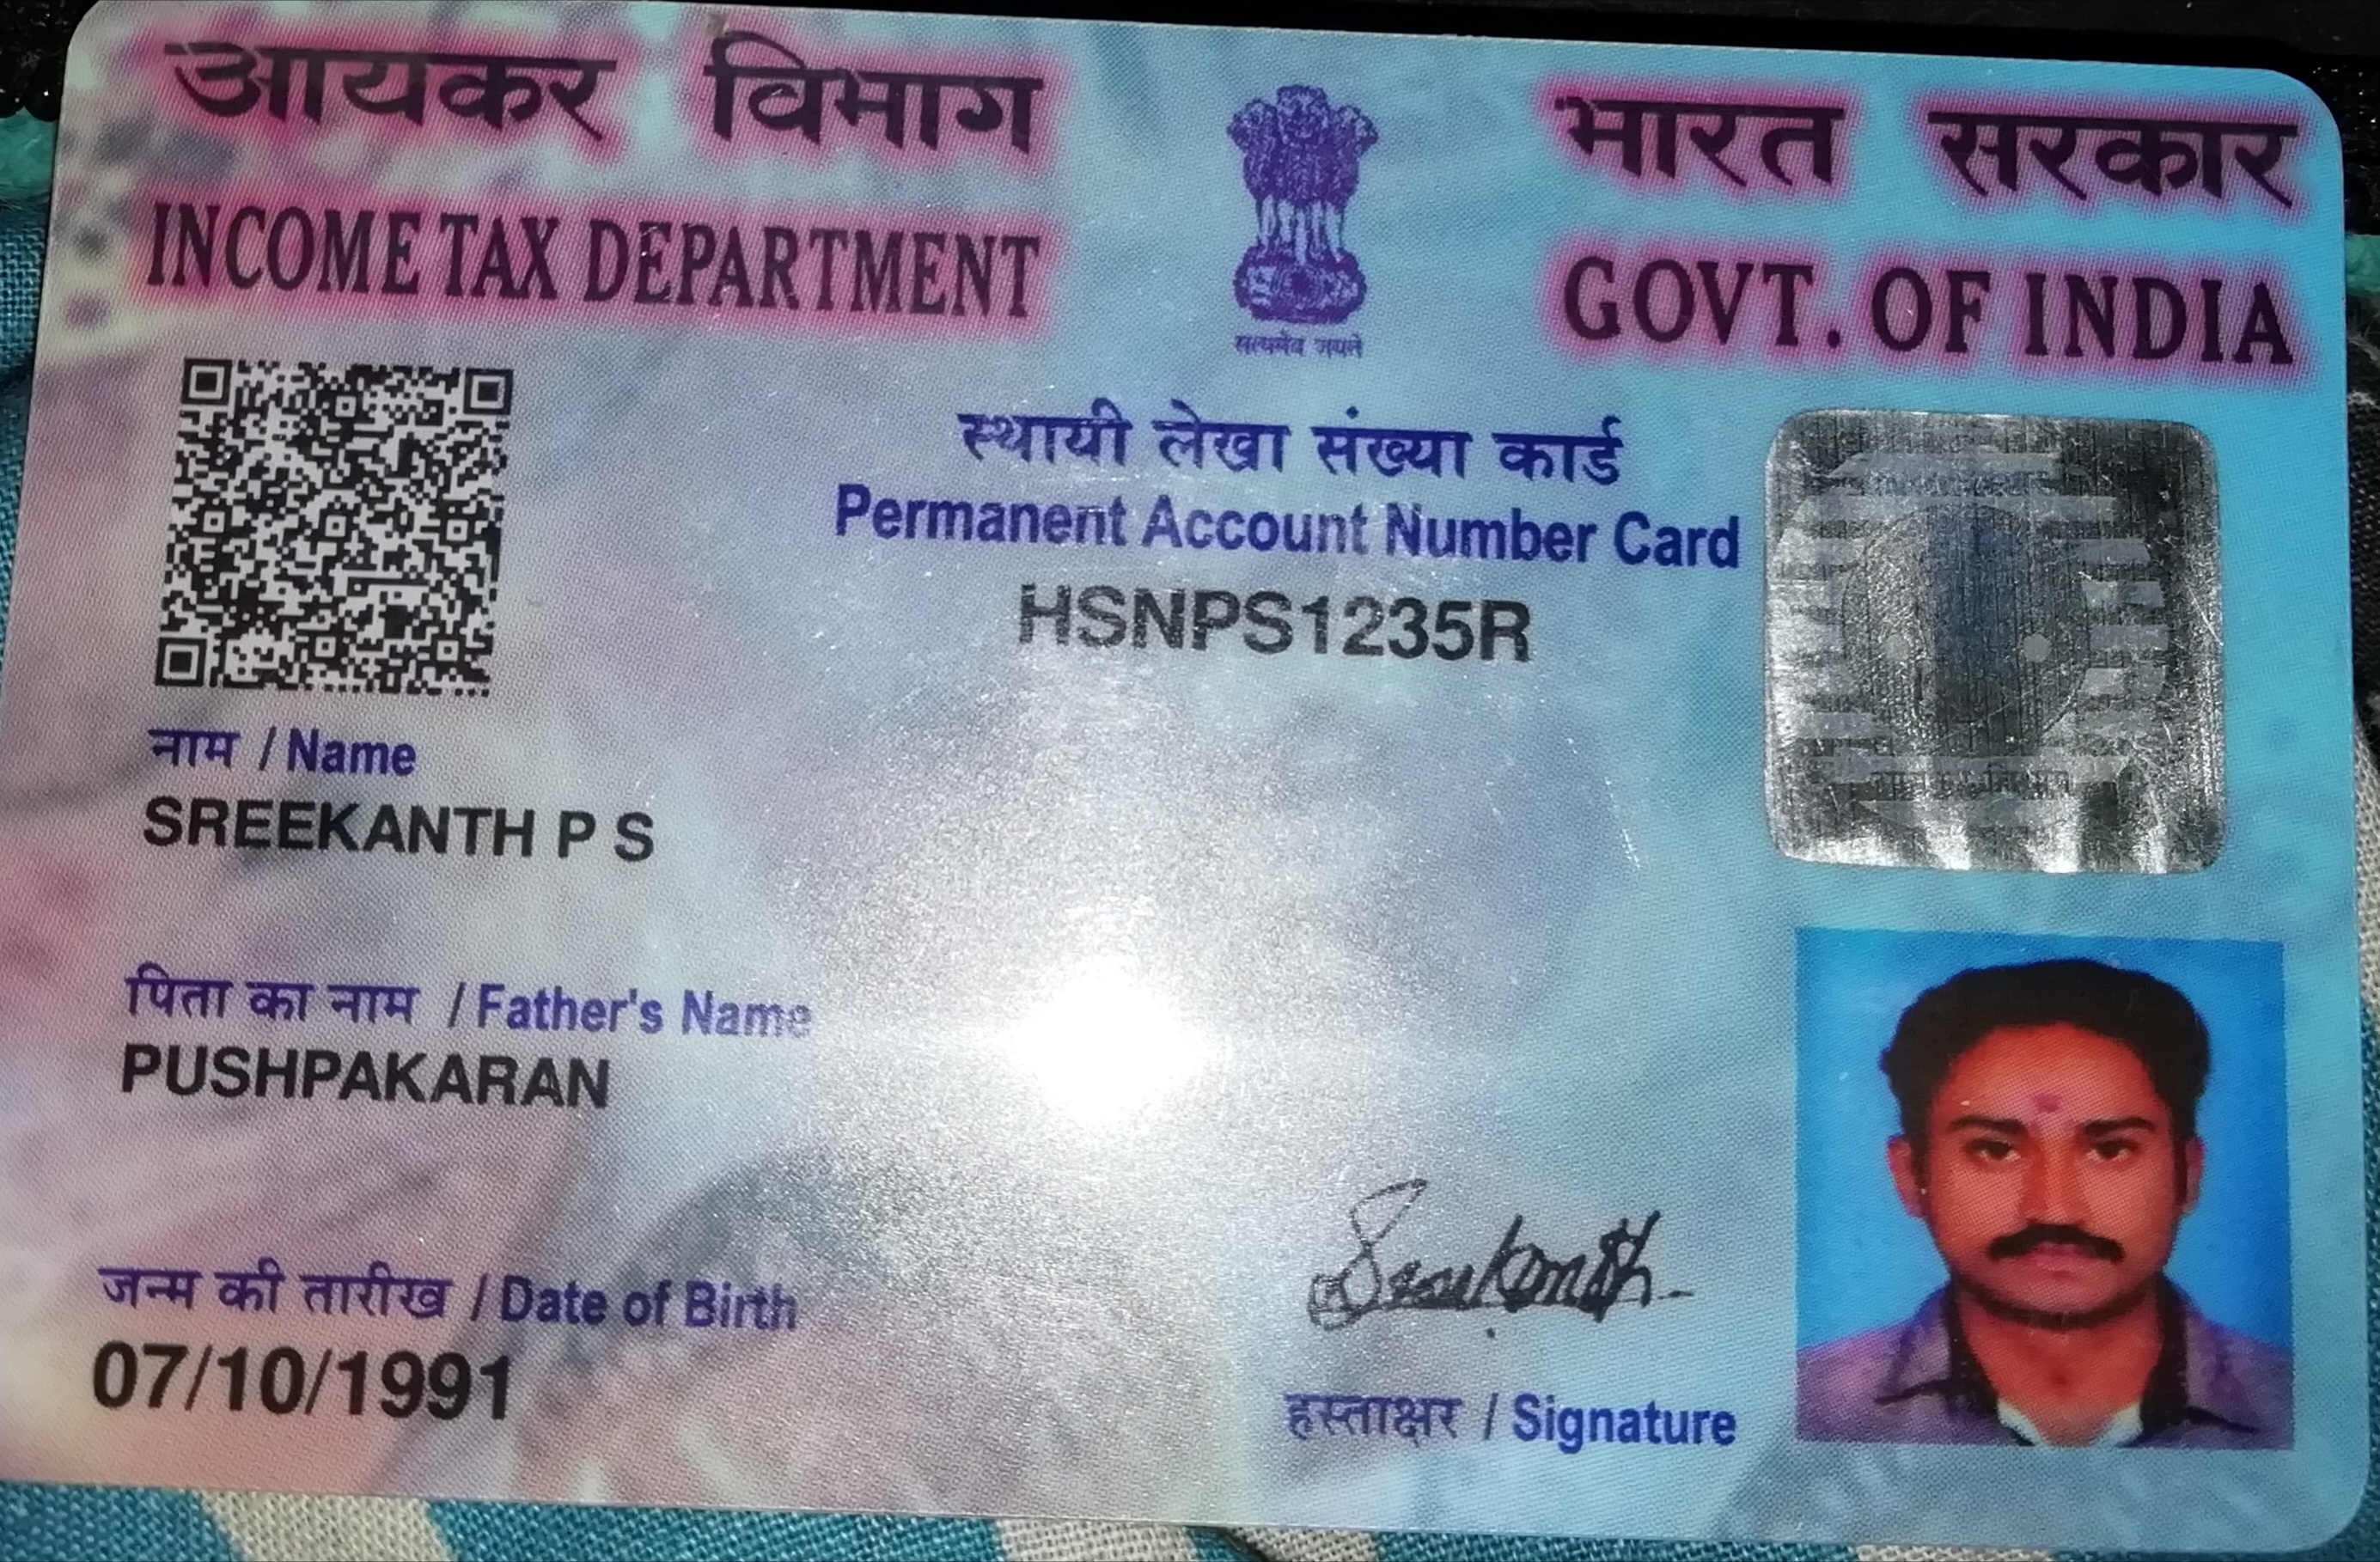 आयकर विभाग
INCOME TAX DEPARTMENT
सत्यमेव जयते
भारत सरकार
GOVT. OF INDIA
स्थायी लेखा संख्या कार्ड
Permanent Account Number Card
HSNPS1235R
नाम / Name
SREEKANTH P S
पिता का नाम / Father's Name
PUSHPAKARAN
जन्म की तारीख / Date of Birth
07/10/1991
हस्ताक्षर / Signature